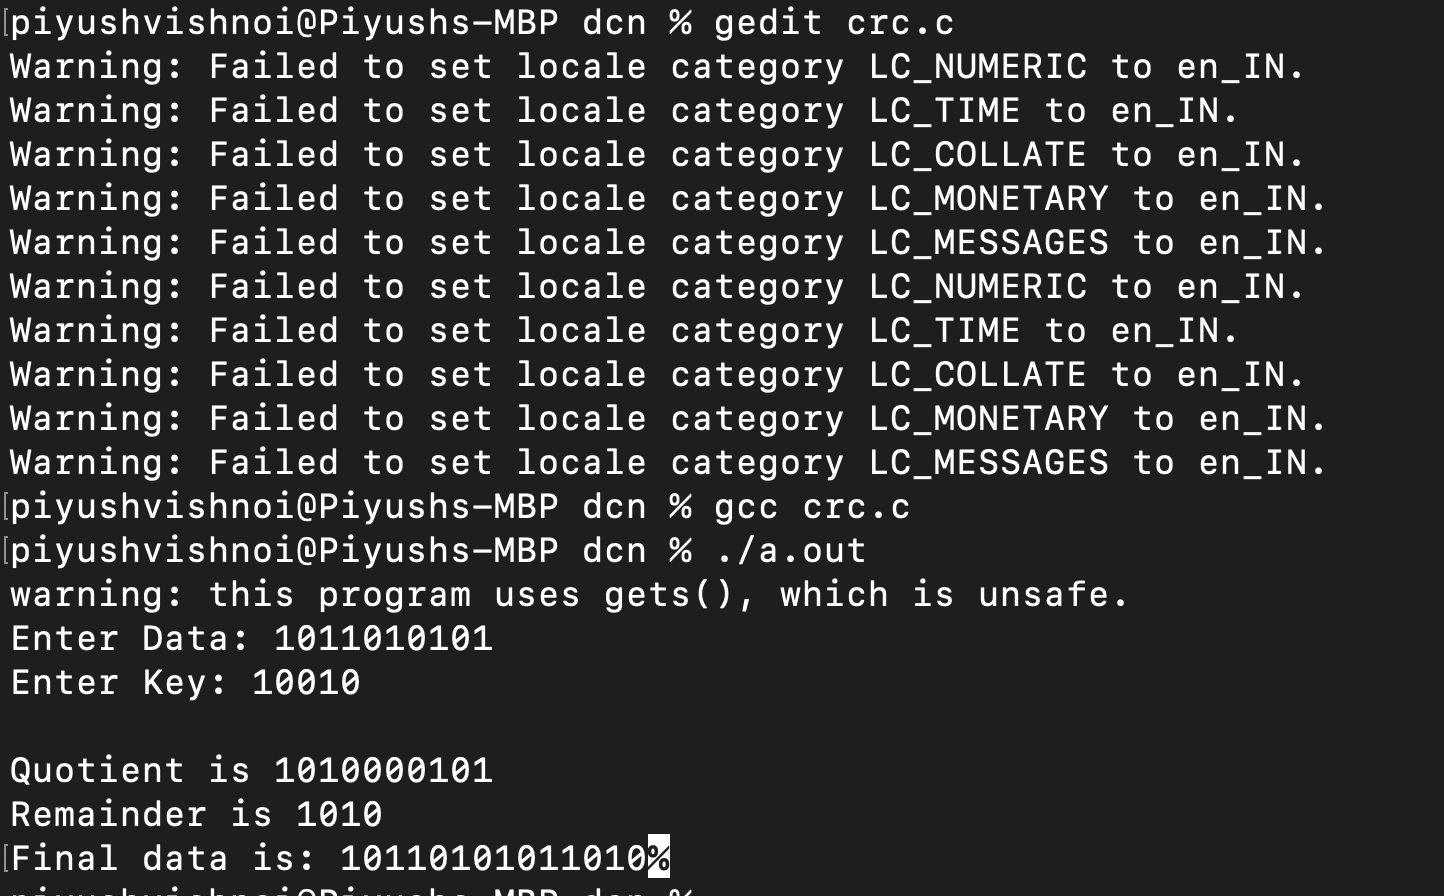 [piyushvishnoi@Piyushs-MBP dcn % gedit crc.c
Warning: Failed to set locale category LC_NUMERIC to en_IN.
Warning: Failed to set locale category LC_TIME to en_IN.
Warning: Failed to set locale category LC_COLLATE to en_IN.
Warning: Failed to set locale category LC_MONETARY to en_IN.
Warning: Failed to set locale category LC_MESSAGES to en_IN.
Warning: Failed to set locale category LC_NUMERIC to en_IN.
Warning: Failed to set locale category LC_TIME to en_IN.
Warning: Failed to set locale category LC_COLLATE to en_IN.
Warning: Failed to set locale category LC_MONETARY to en_IN.
Warning: Failed to set locale category LC_MESSAGES to en_IN.
[piyushvishnoi@Piyushs-MBP dcn % gcc crc.c
[piyushvishnoi@Piyushs-MBP dcn % ./a.out
warning: this program uses gets(), which is unsafe.
Enter Data: 1011010101
Enter Key: 10010
Quotient is 1010000101
Remainder is 1010
[Final data is: 10110101011010%
piyushvishnoi@Piyushs-MBP dcn %